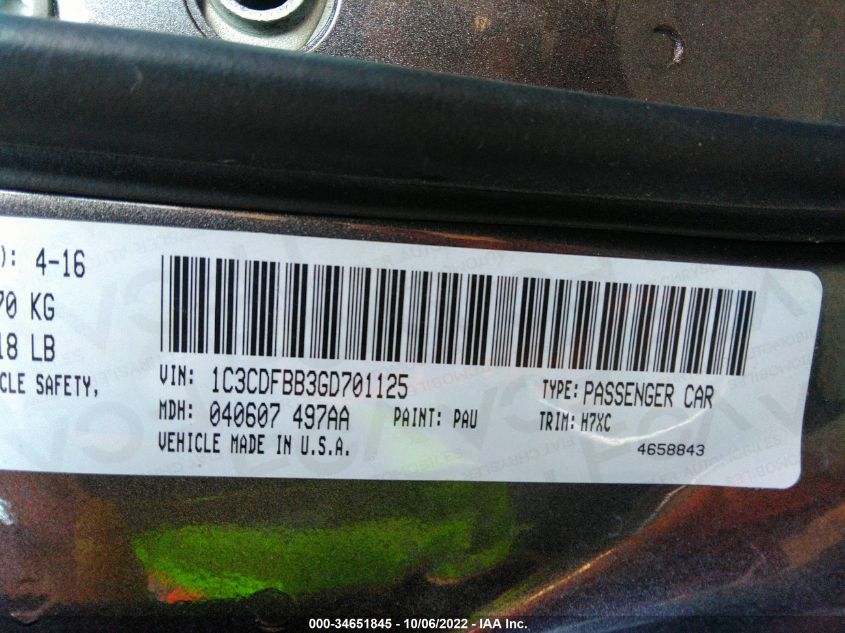 ): 4-16
70 KG
18 LB
CLE SAFETY,
VIN: 1C3CDFBB3GD701125 TYPE: PASSENGER CAR
MDH: 040607 497AA PAINT: PAU TRIM: H7XC
VEHICLE MADE IN U.S.A. 4658843
000-34651845 - 10/06/2022 - IAA Inc.